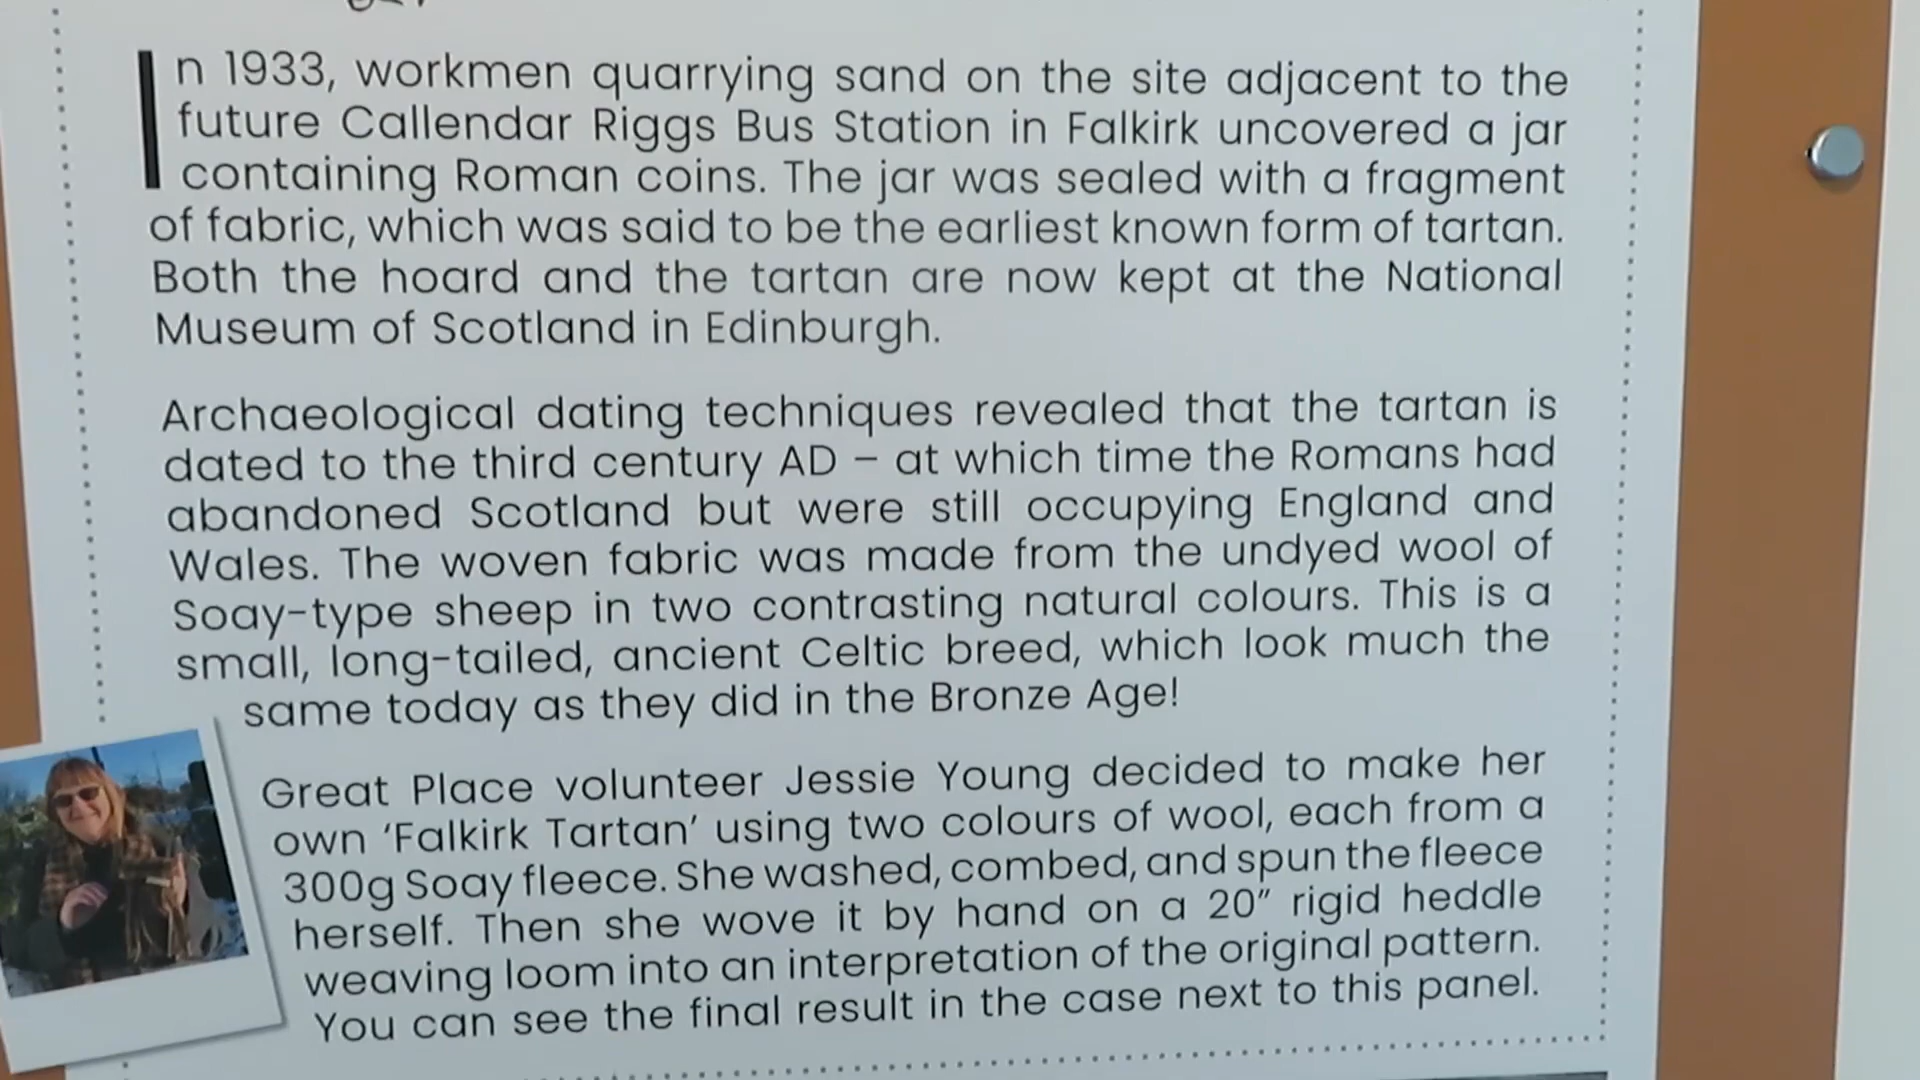 In 1933, workmen quarrying sand on the site adjacent to the
future Callendar Riggs Bus Station in Falkirk uncovered a jar
containing Roman coins. The jar was sealed with a fragment
of fabric, which was said to be the earliest known form of tartan.
Both the hoard and the tartan are now kept at the National
Museum of Scotland in Edinburgh.
Archaeological dating techniques revealed that the tartan is
dated to the third century AD – at which time the Romans had
abandoned Scotland but were still occupying England and
Wales. The woven fabric was made from the undyed wool of
Soay-type sheep in two contrasting natural colours. This is a
small, long-tailed, ancient Celtic breed, which look much the
same today as they did in the Bronze Age!
Great Place volunteer Jessie Young decided to make her
own ‘Falkirk Tartan’ using two colours of wool, each from a
300g Soay fleece. She washed, combed, and spun the fleece
herself. Then she wove it by hand on a 20” rigid heddle
weaving loom into an interpretation of the original pattern.
You can see the final result in the case next to this panel.